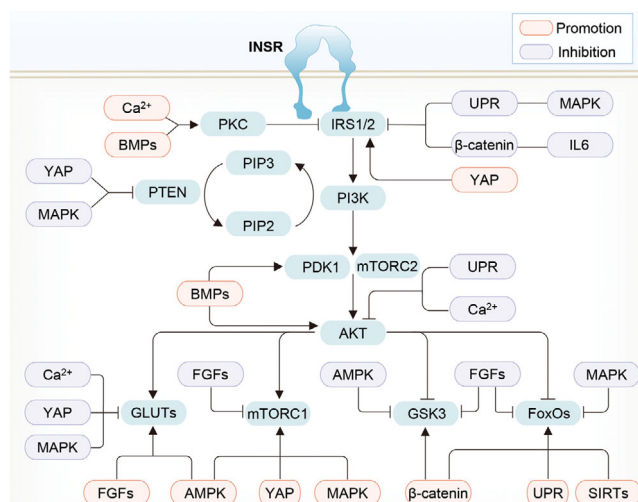 INSR
Promotion
Inhibition
Ca²⁺
BMPs
PKC
IRS1/2
UPR
MAPK
β-catenin
IL6
YAP
YAP
MAPK
PTEN
PIP3
PIP2
PI3K
PDK1
mTORC2
BMPs
UPR
Ca²⁺
AKT
Ca²⁺
YAP
MAPK
GLUTs
FGFs
mTORC1
AMPK
GSK3
FGFs
FoxOs
MAPK
FGFs
AMPK
YAP
MAPK
β-catenin
UPR
SIRTs